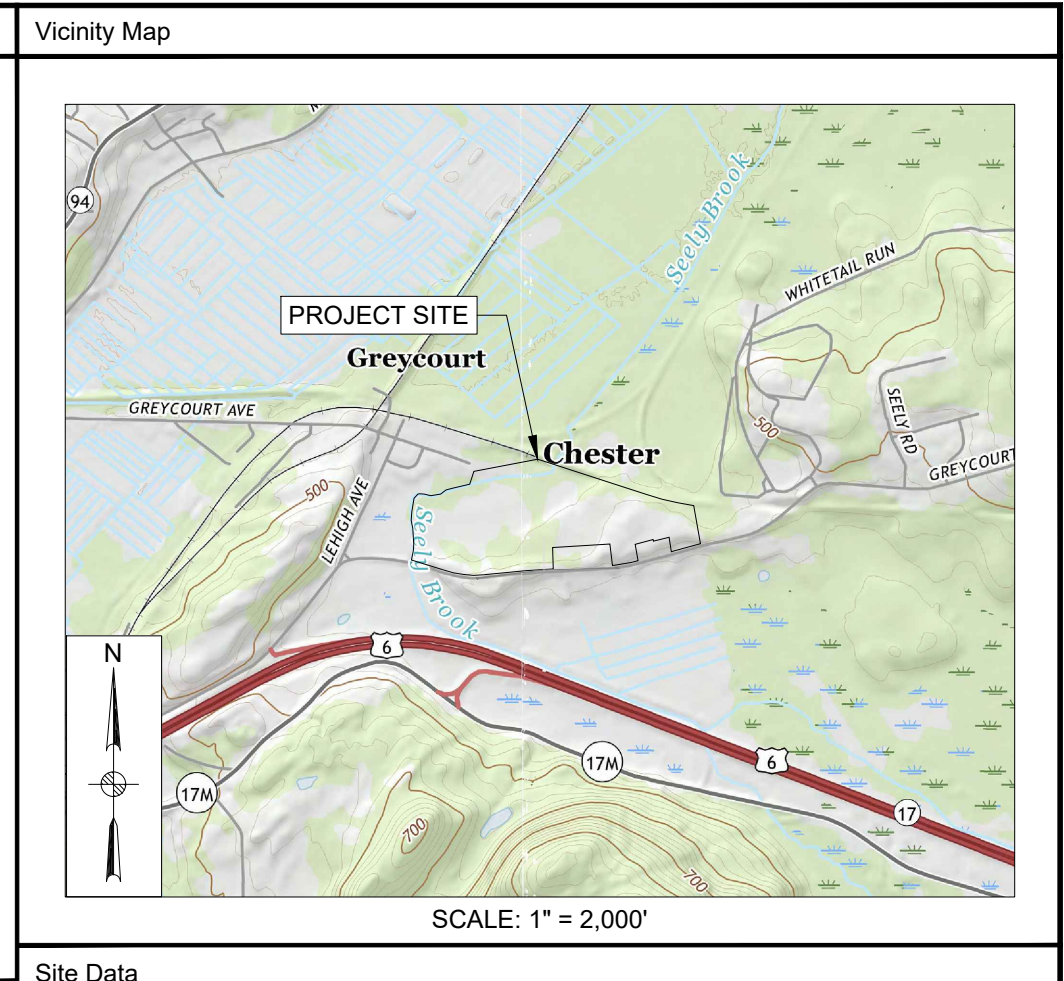 Vicinity Map
94
Seely Brook
WHITETAIL RUN
PROJECT SITE
Greycourt
GREYCOURT AVE
SEELY RD
500
Chester
GREYCOURT
500
LEHIGH AVE
Seely Brook
N
6
17M
6
17M
17
700
700
SCALE: 1" = 2,000'
Site Data